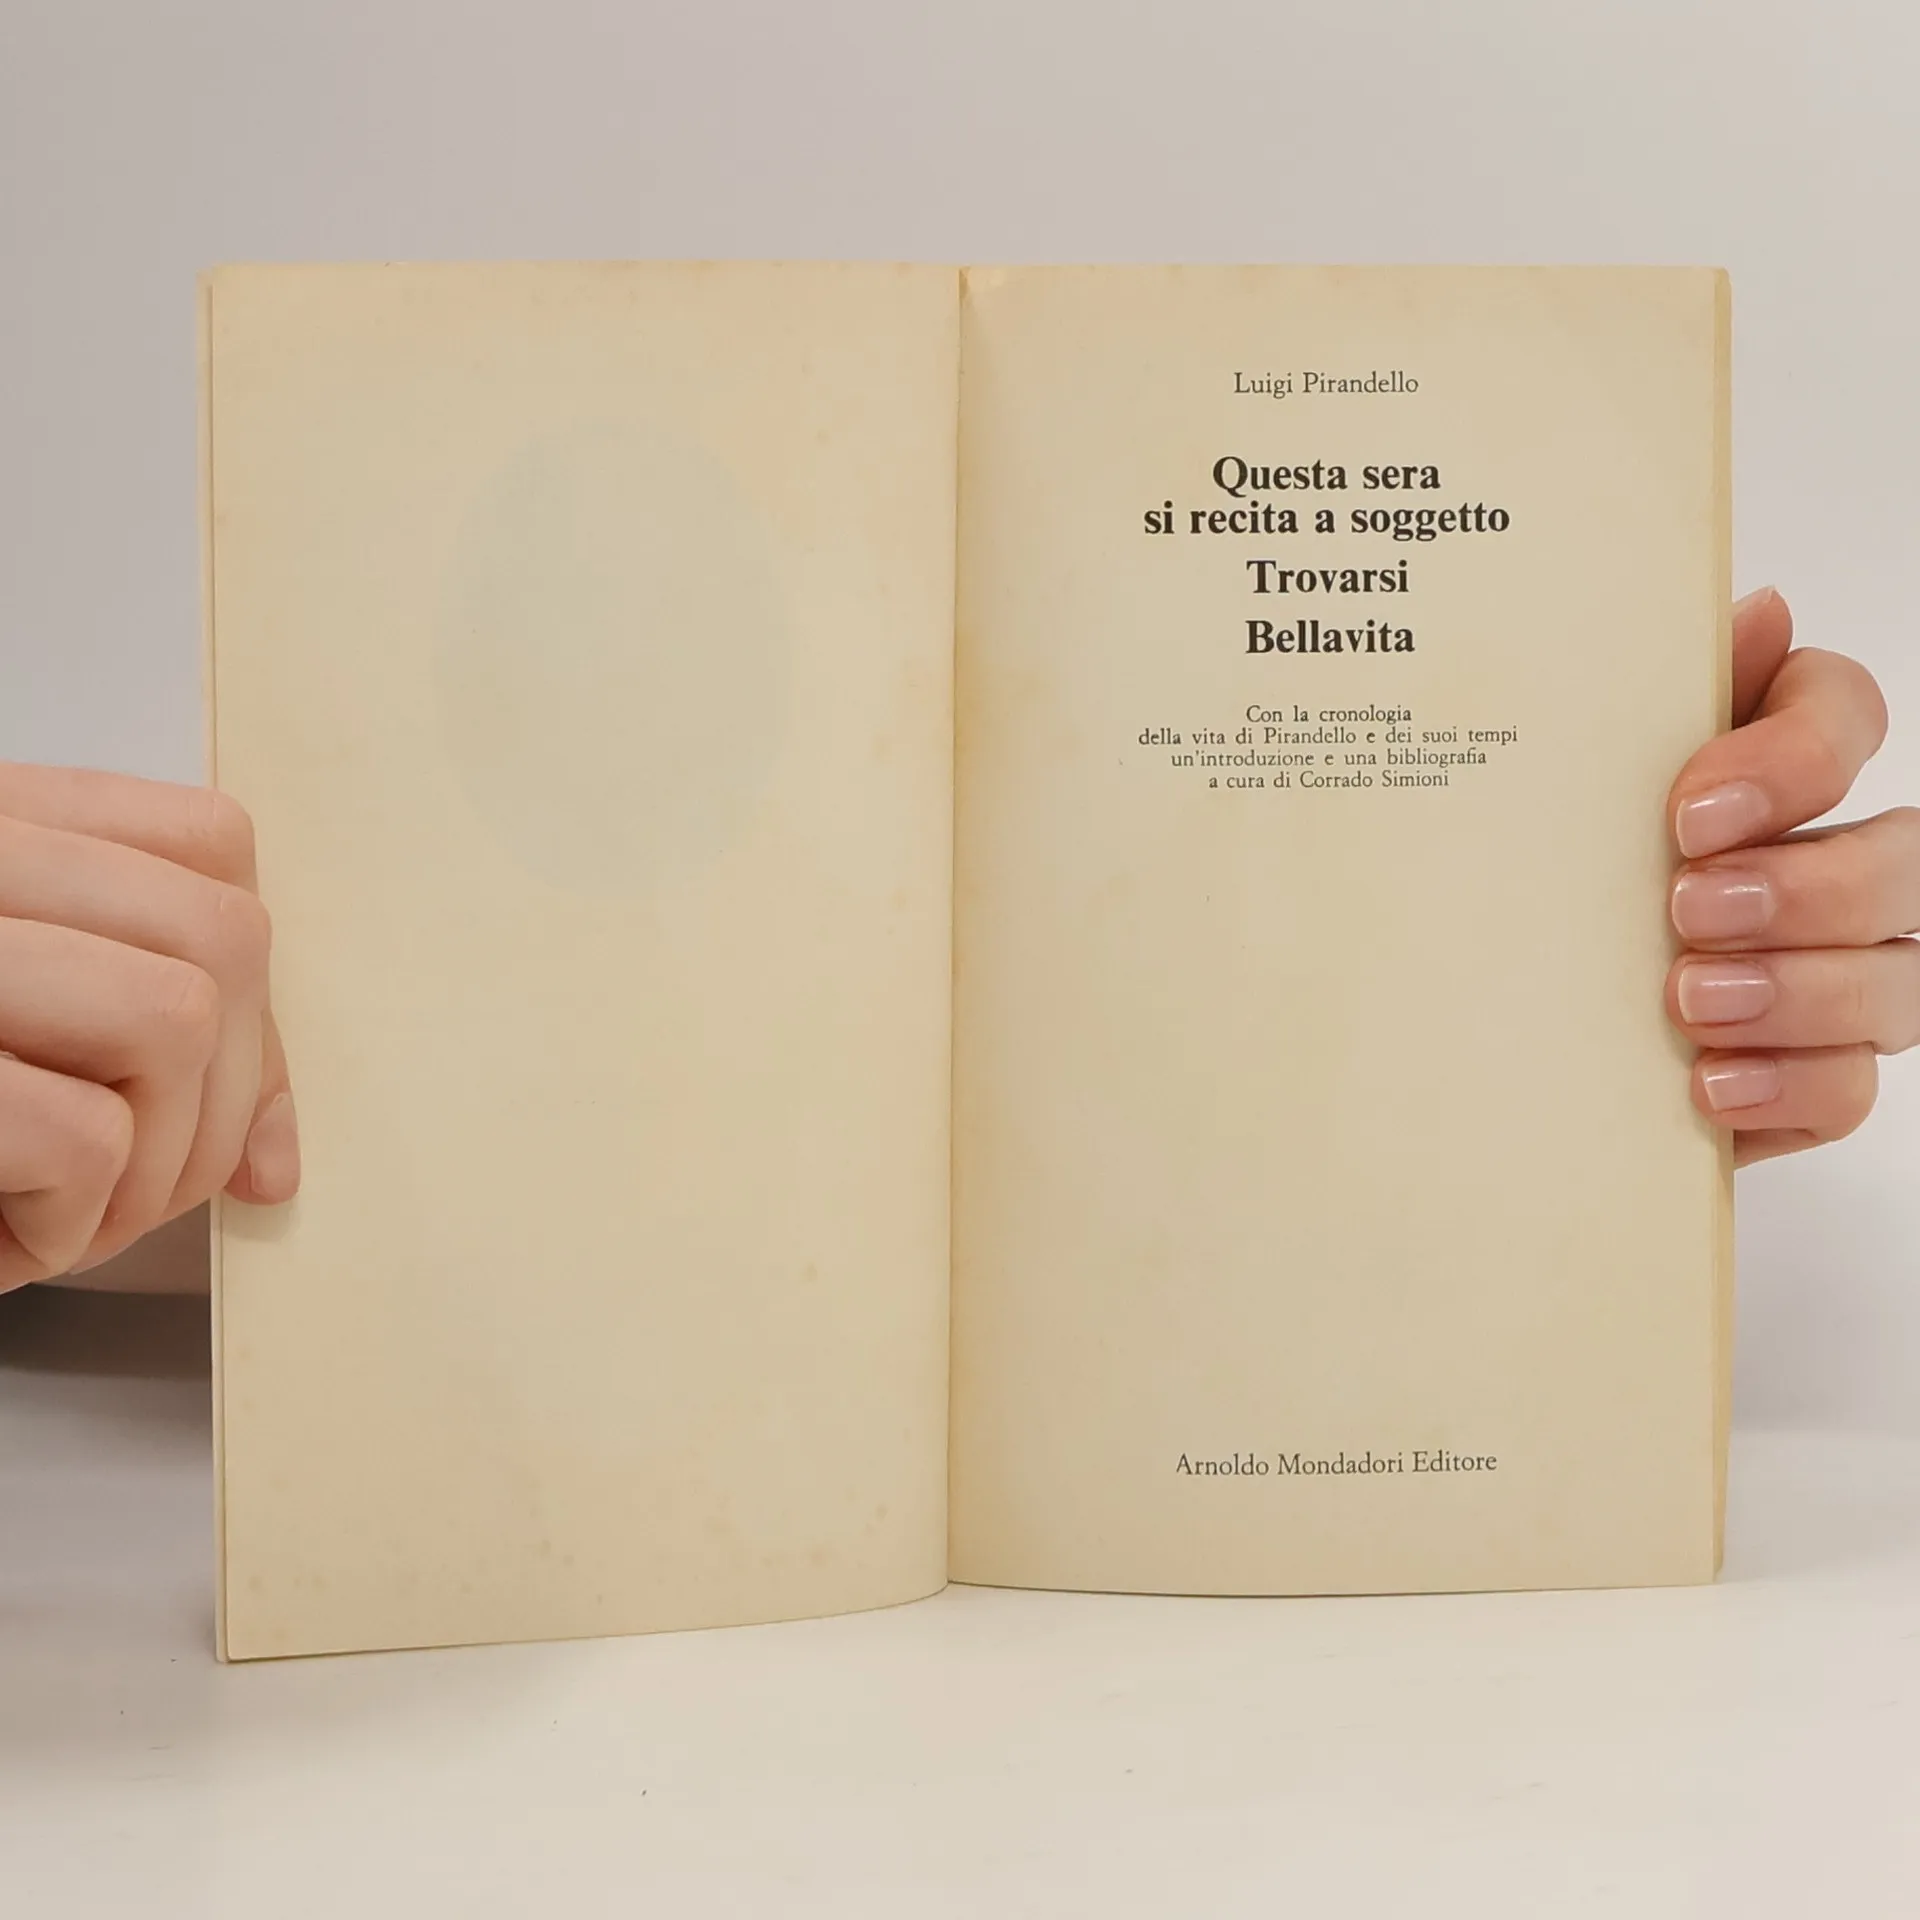 Luigi Pirandello
Questa sera
si recita a soggetto
Trovarsi
Bellavita
Con la cronologia
della vita di Pirandello e dei suoi tempi
un'introduzione e una bibliografia
a cura di Corrado Simioni
Arnoldo Mondadori Editore